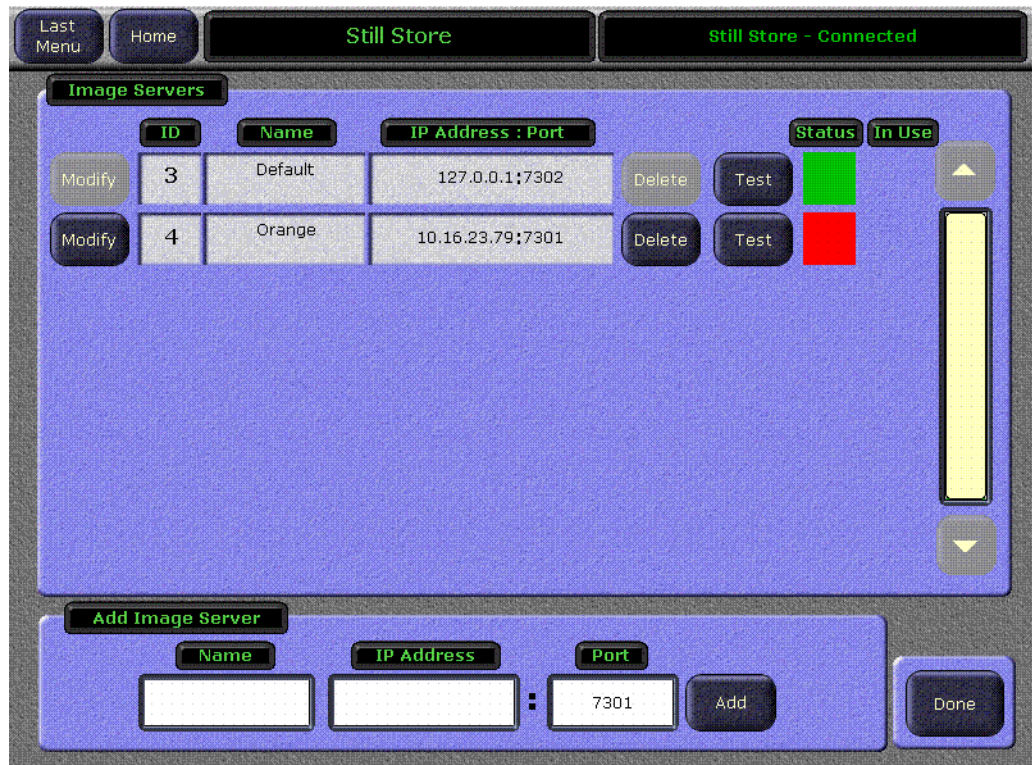 Last Menu
Home
Still Store
Still Store - Connected
Image Servers
ID
Name
IP Address : Port
Status
In Use
Modify
3
Default
127.0.0.1:7302
Delete
Test
Modify
4
Orange
10.16.23.79:7301
Delete
Test
Add Image Server
Name
IP Address
Port
:
7301
Add
Done